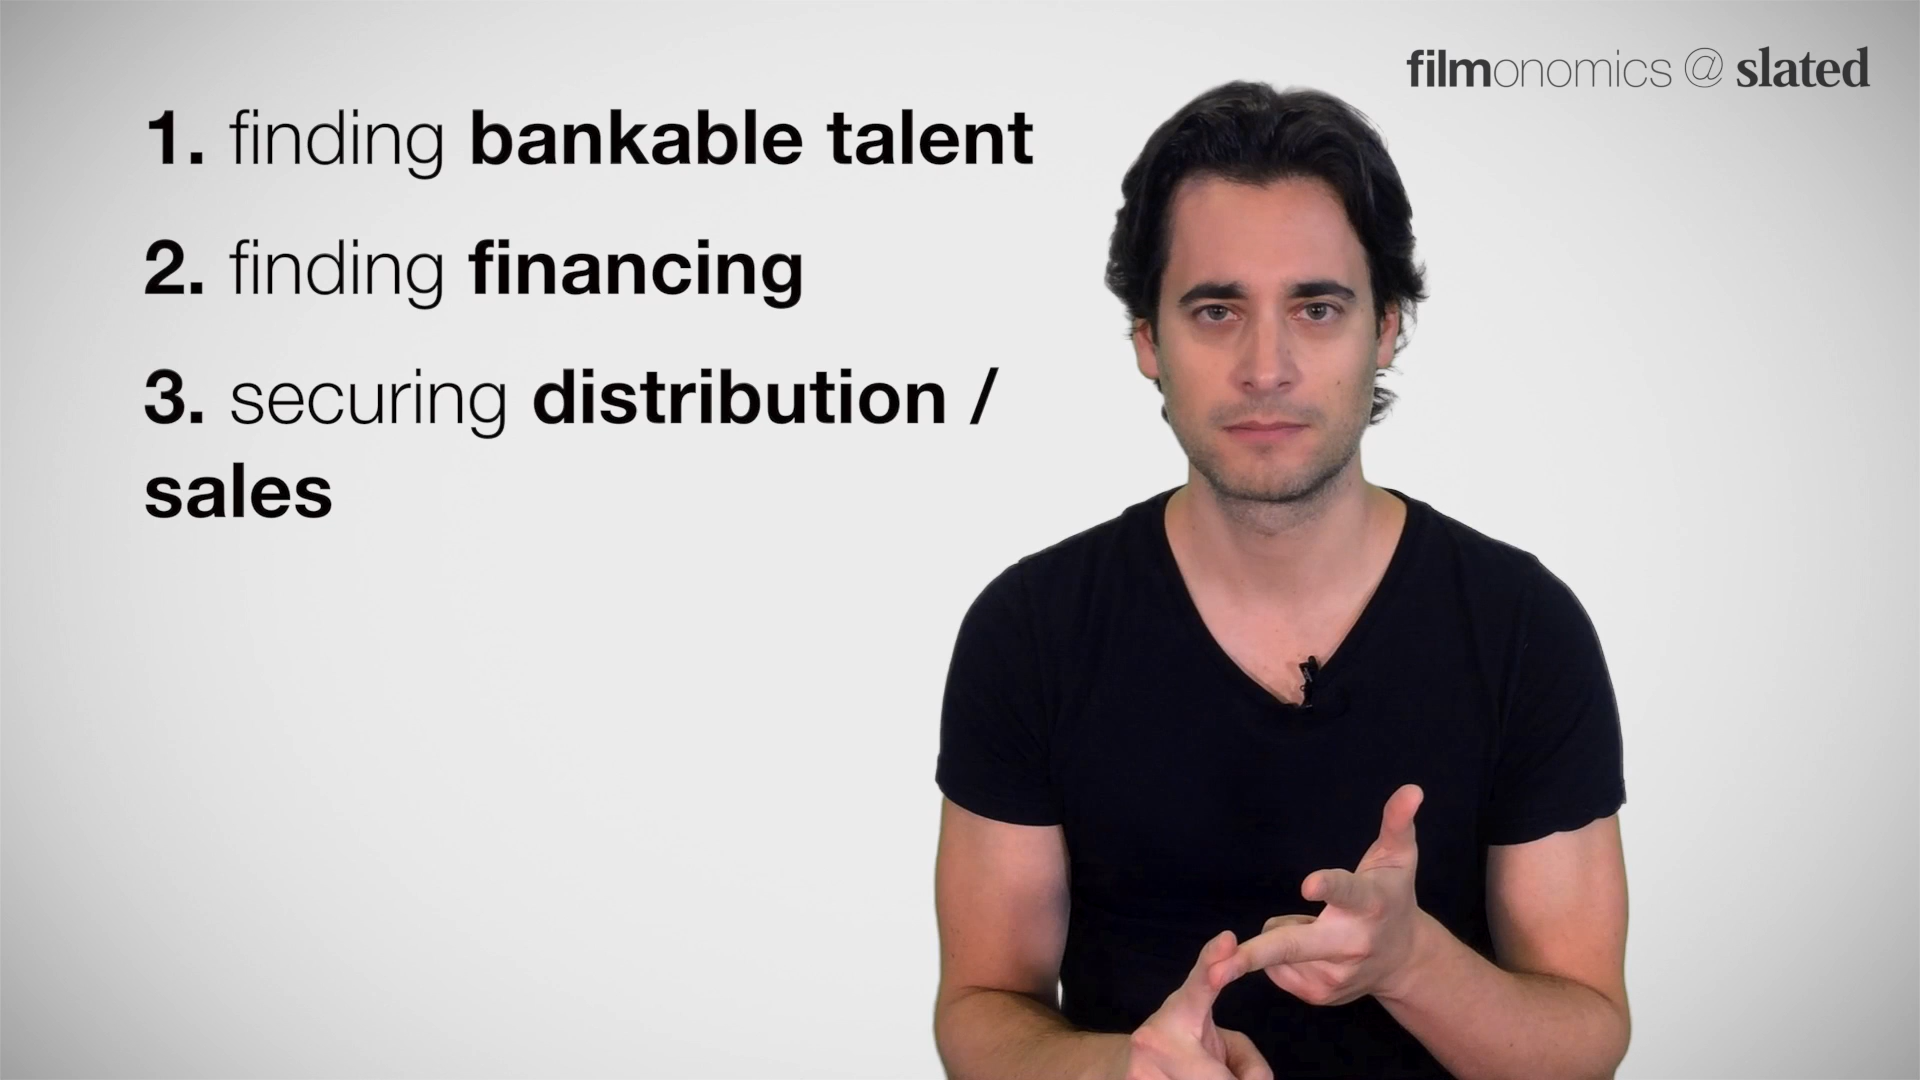 filmonomics @ slated
1. finding bankable talent
2. finding financing
3. securing distribution /
sales